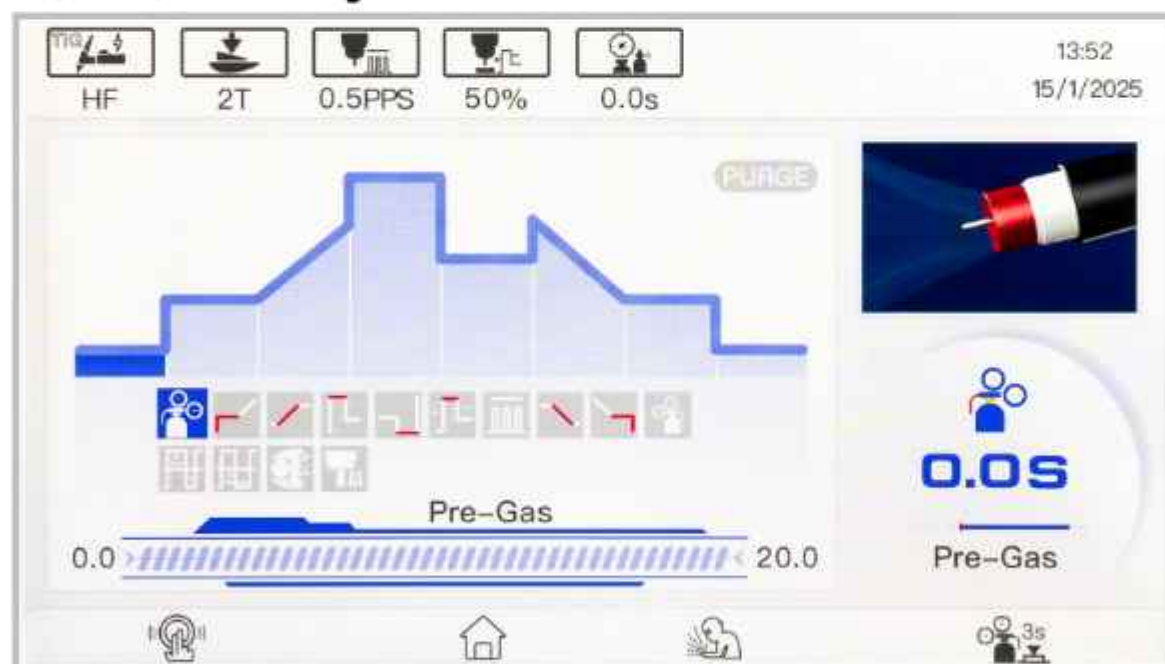 TIG
HF 2T 0.5PPS 50% 0.0s
13:52
15/1/2025
PURGE
0.0s
Pre-Gas
0.0 20.0
Pre-Gas
3s